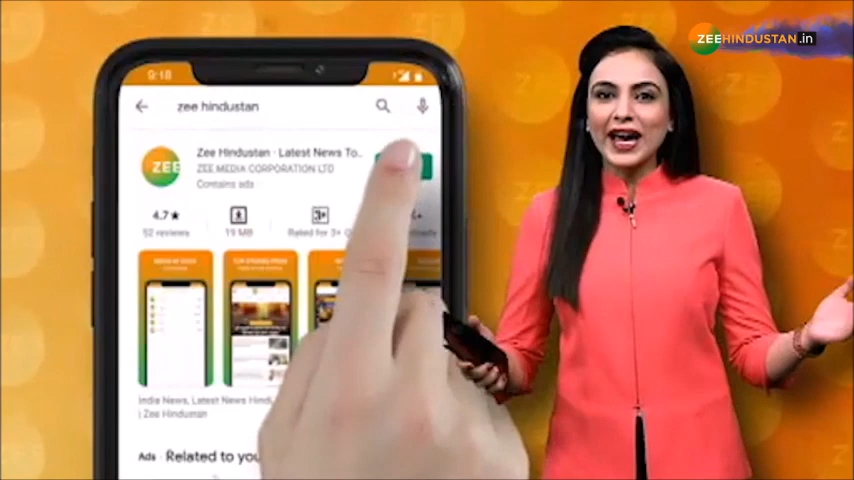 ZEEHINDUSTAN.in
9:18
zee hindustan
ZEE
Zee Hindustan - Latest News To..
ZEE MEDIA CORPORATION LTD
Contains ads
4.7★
3+
52 reviews
19 MB
Rated for 3+
India News, Latest News Hindi,
| Zee Hindustan
Ads · Related to you